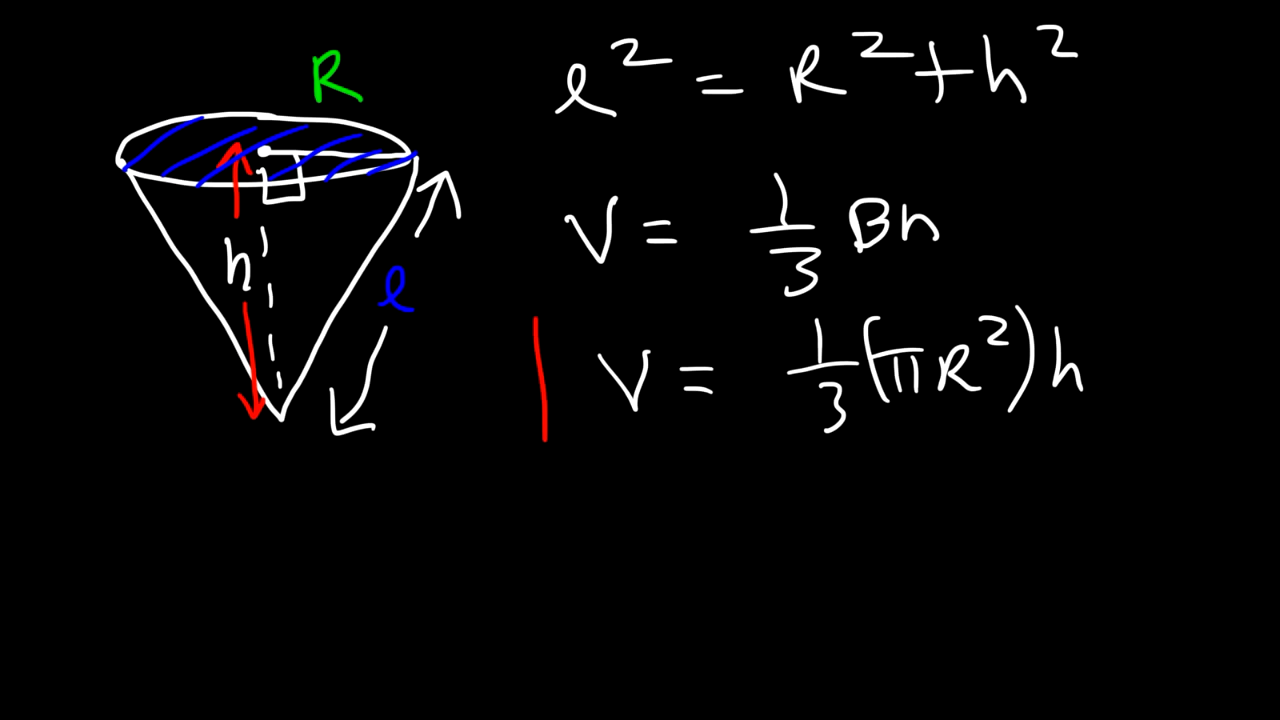 R
l² = R² + h²
V = 1/3 Bh
h
l
V = 1/3 (πR²) h